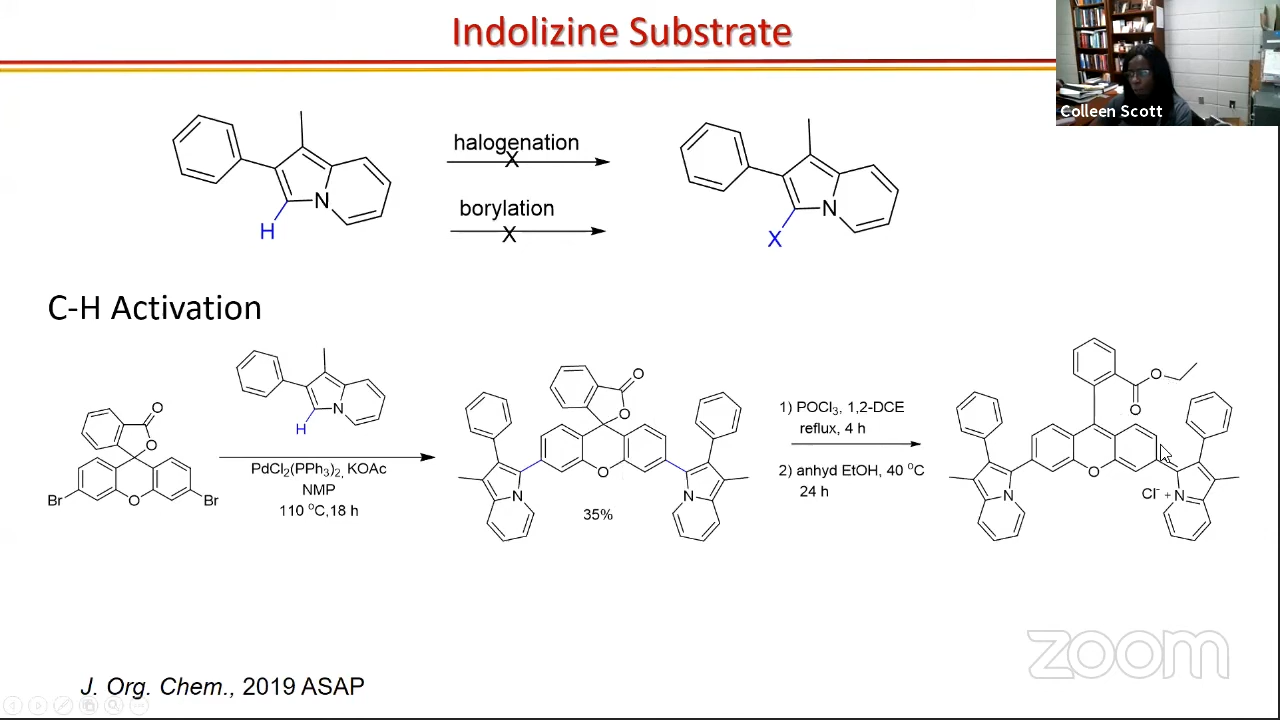 Indolizine Substrate
Colleen Scott
halogenation
X
borylation
X
N
H
N
X
C-H Activation
O
O
O
Br
Br
N
H
PdCl2(PPh3)2, KOAc
NMP
110 °C,18 h
O
O
O
N
N
35%
1) POCl3, 1,2-DCE
reflux, 4 h
2) anhyd EtOH, 40 °C
24 h
O
O
O
N
Cl- +
N
zoom
J. Org. Chem., 2019 ASAP